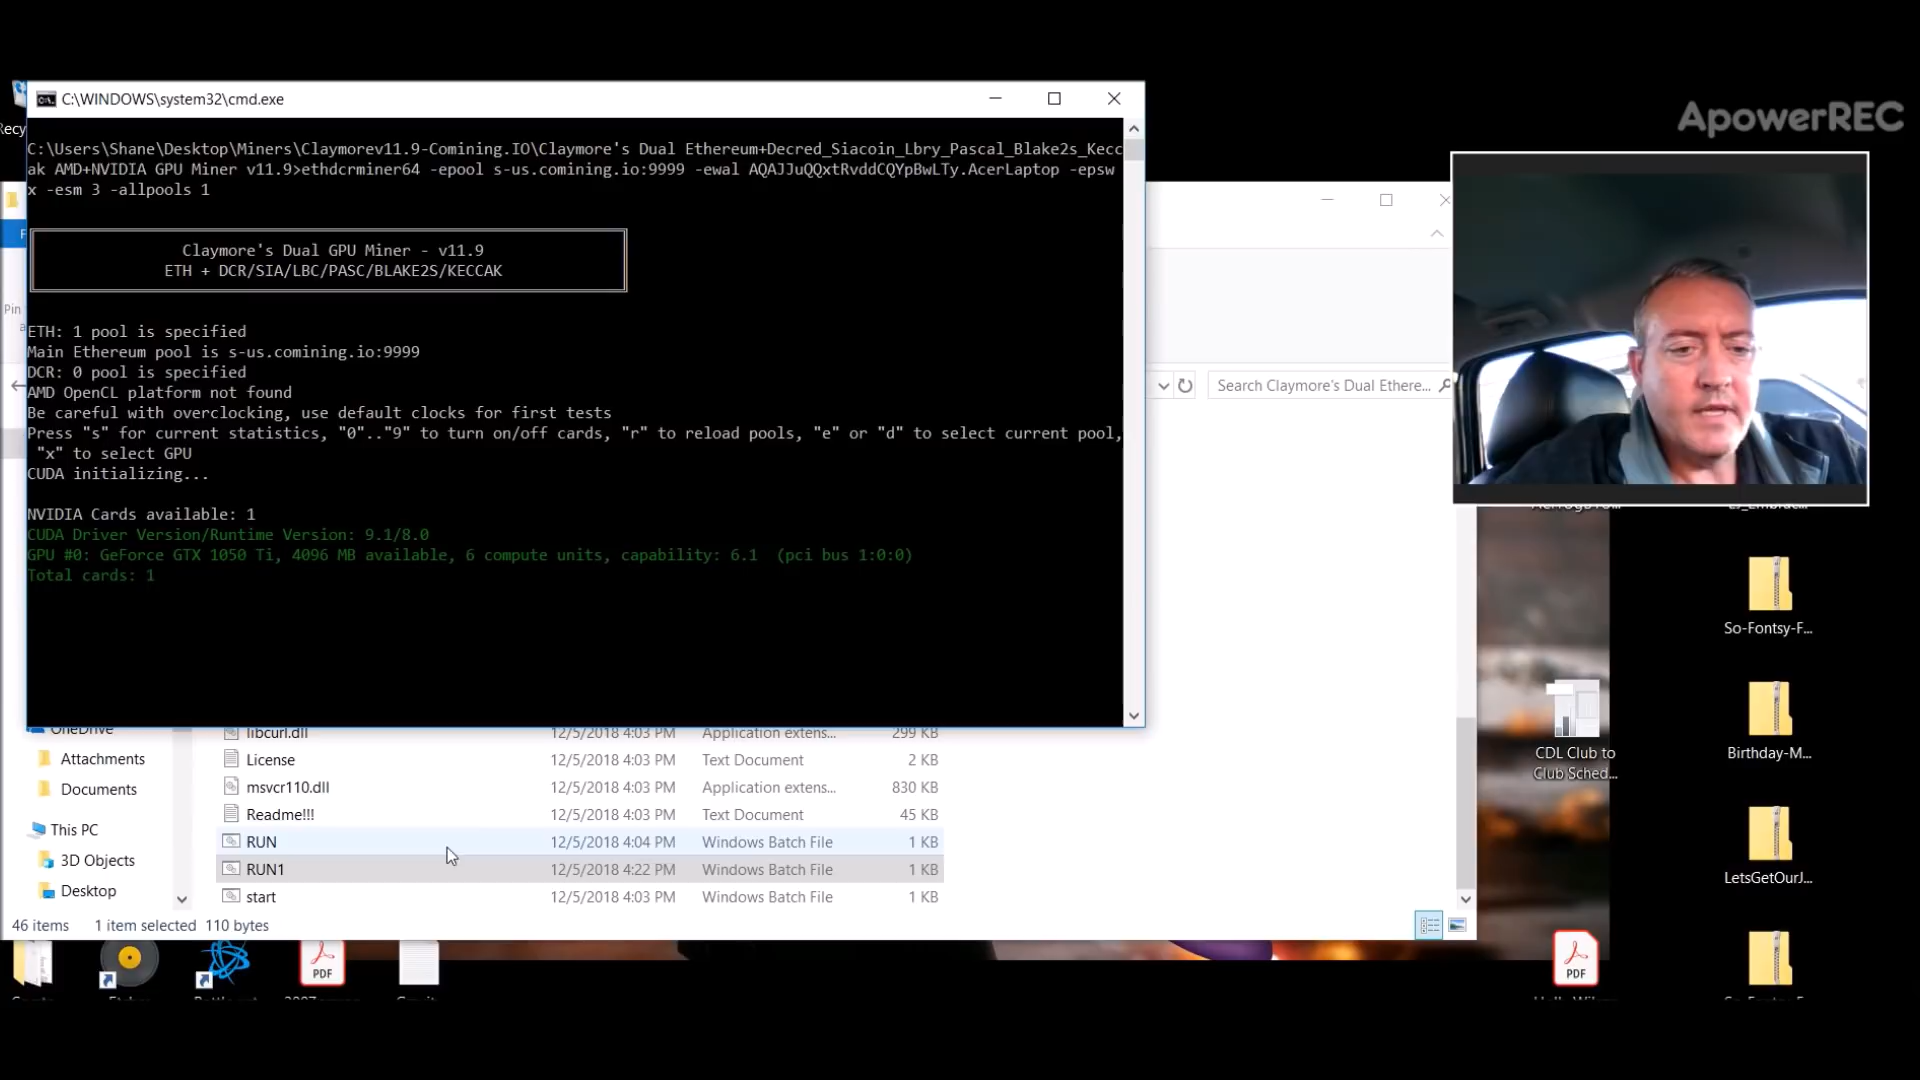 ApowerREC
C:\WINDOWS\system32\cmd.exe
C:\Users\Shane\Desktop\Miners\Claymorev11.9-Comining.IO\Claymore's Dual Ethereum+Decred_Siacoin_Lbry_Pascal_Blake2s_Kecc
ak AMD+NVIDIA GPU Miner v11.9>ethdcrminer64 -epool s-us.comining.io:9999 -ewal AQAJJuQQxtRvddCQYpBwLTy.AcerLaptop -epsw
x -esm 3 -allpools 1
Claymore's Dual GPU Miner - v11.9
ETH + DCR/SIA/LBC/PASC/BLAKE2S/KECCAK
ETH: 1 pool is specified
Main Ethereum pool is s-us.comining.io:9999
DCR: 0 pool is specified
AMD OpenCL platform not found
Be careful with overclocking, use default clocks for first tests
Press "s" for current statistics, "0".."9" to turn on/off cards, "r" to reload pools, "e" or "d" to select current pool,
"x" to select GPU
CUDA initializing...
NVIDIA Cards available: 1
CUDA Driver Version/Runtime Version: 9.1/8.0
GPU #0: GeForce GTX 1050 Ti, 4096 MB available, 6 compute units, capability: 6.1 (pci bus 1:0:0)
Total cards: 1
Recy
Pin
Search Claymore's Dual Ethere...
OneDrive
Attachments
Documents
This PC
3D Objects
Desktop
libcurl.dll 12/5/2018 4:03 PM Application extens... 299 KB
License 12/5/2018 4:03 PM Text Document 2 KB
msvcr110.dll 12/5/2018 4:03 PM Application extens... 830 KB
Readme!!! 12/5/2018 4:03 PM Text Document 45 KB
RUN 12/5/2018 4:04 PM Windows Batch File 1 KB
RUN1 12/5/2018 4:22 PM Windows Batch File 1 KB
start 12/5/2018 4:03 PM Windows Batch File 1 KB
46 items 1 item selected 110 bytes
So-Fontsy-F...
CDL Club to
Club Sched...
Birthday-M...
LetsGetOurJ...
PDF
PDF